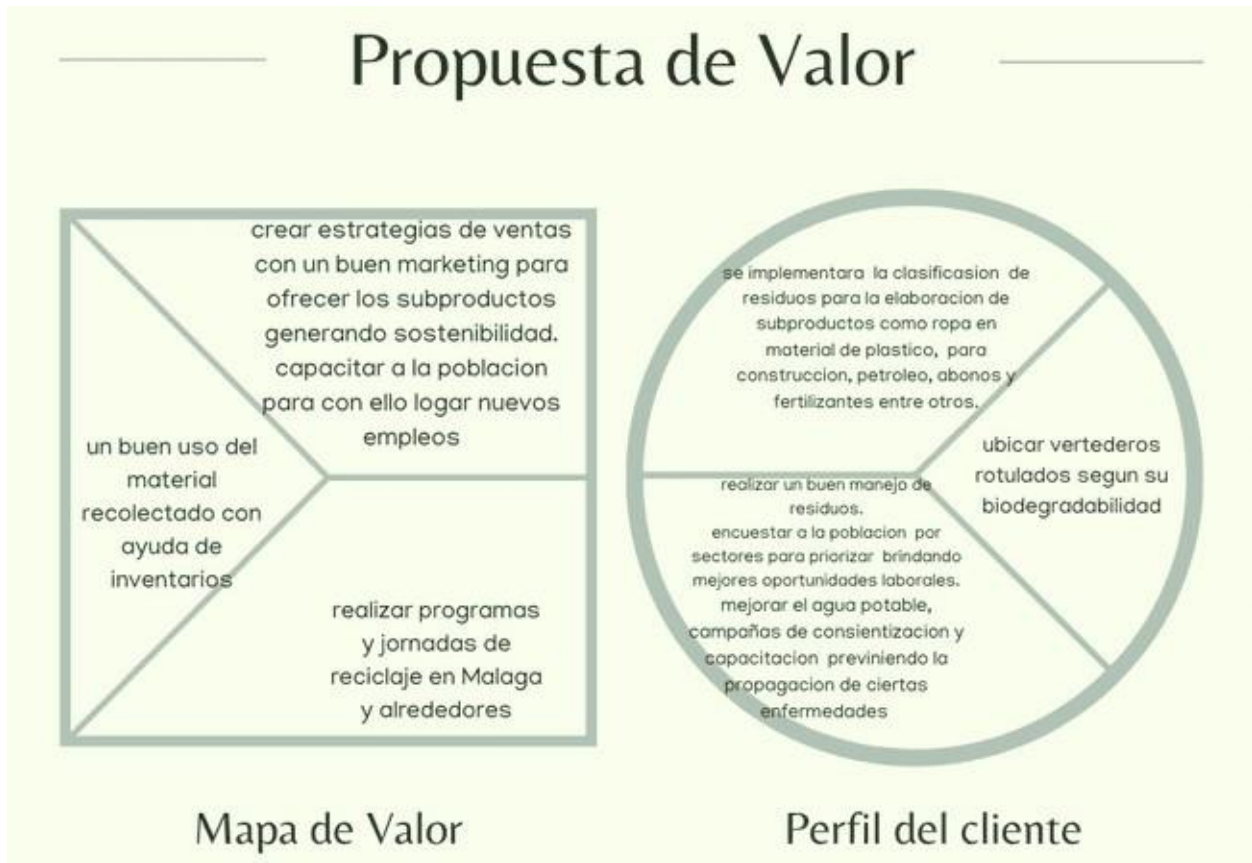 Propuesta de Valor
crear estrategias de ventas
con un buen marketing para
ofrecer los subproductos
generando sostenibilidad.
capacitar a la poblacion
para con ello logar nuevos
empleos
un buen uso del
material
recolectado con
ayuda de
inventarios
realizar programas
y jornadas de
reciclaje en Malaga
y alrededores
se implementara la clasificasion de
residuos para la elaboracion de
subproductos como ropa en
material de plastico, para
construccion, petroleo, abonos y
fertilizantes entre otros.
ubicar vertederos
rotulados segun su
biodegradabilidad
realizar un buen manejo de
residuos.
encuestar a la poblacion por
sectores para priorizar brindando
mejores oportunidades laborales.
mejorar el agua potable,
campañas de consientizacion y
capacitacion previniendo la
propagacion de ciertas
enfermedades
Mapa de Valor
Perfil del cliente